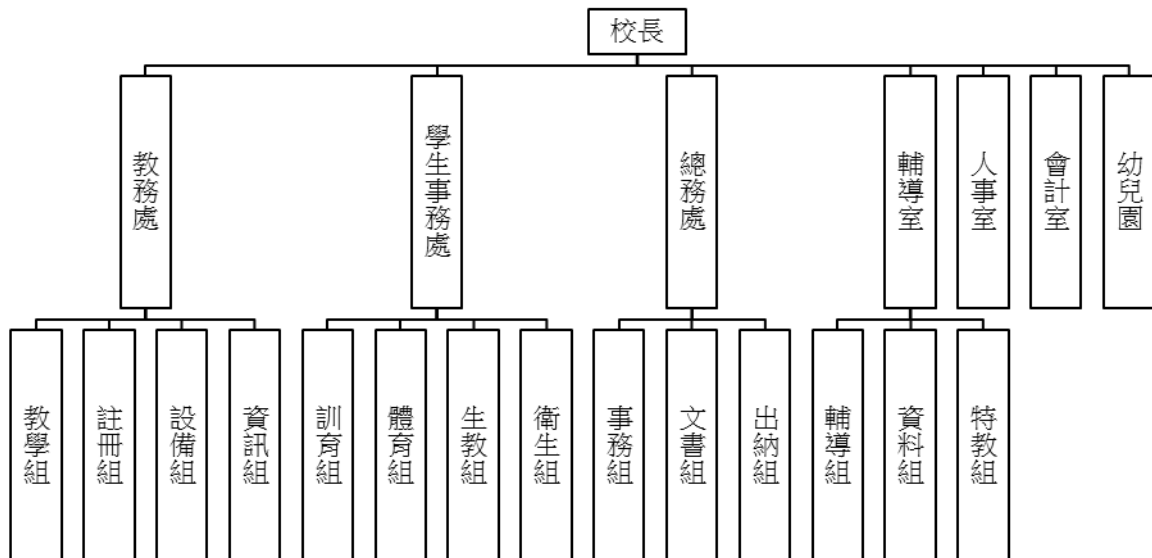 校長
教務處
學生事務處
總務處
輔導室
人事室
會計室
幼兒園
教學組
註冊組
設備組
資訊組
訓育組
體育組
生教組
衛生組
事務組
文書組
出納組
輔導組
資料組
特教組